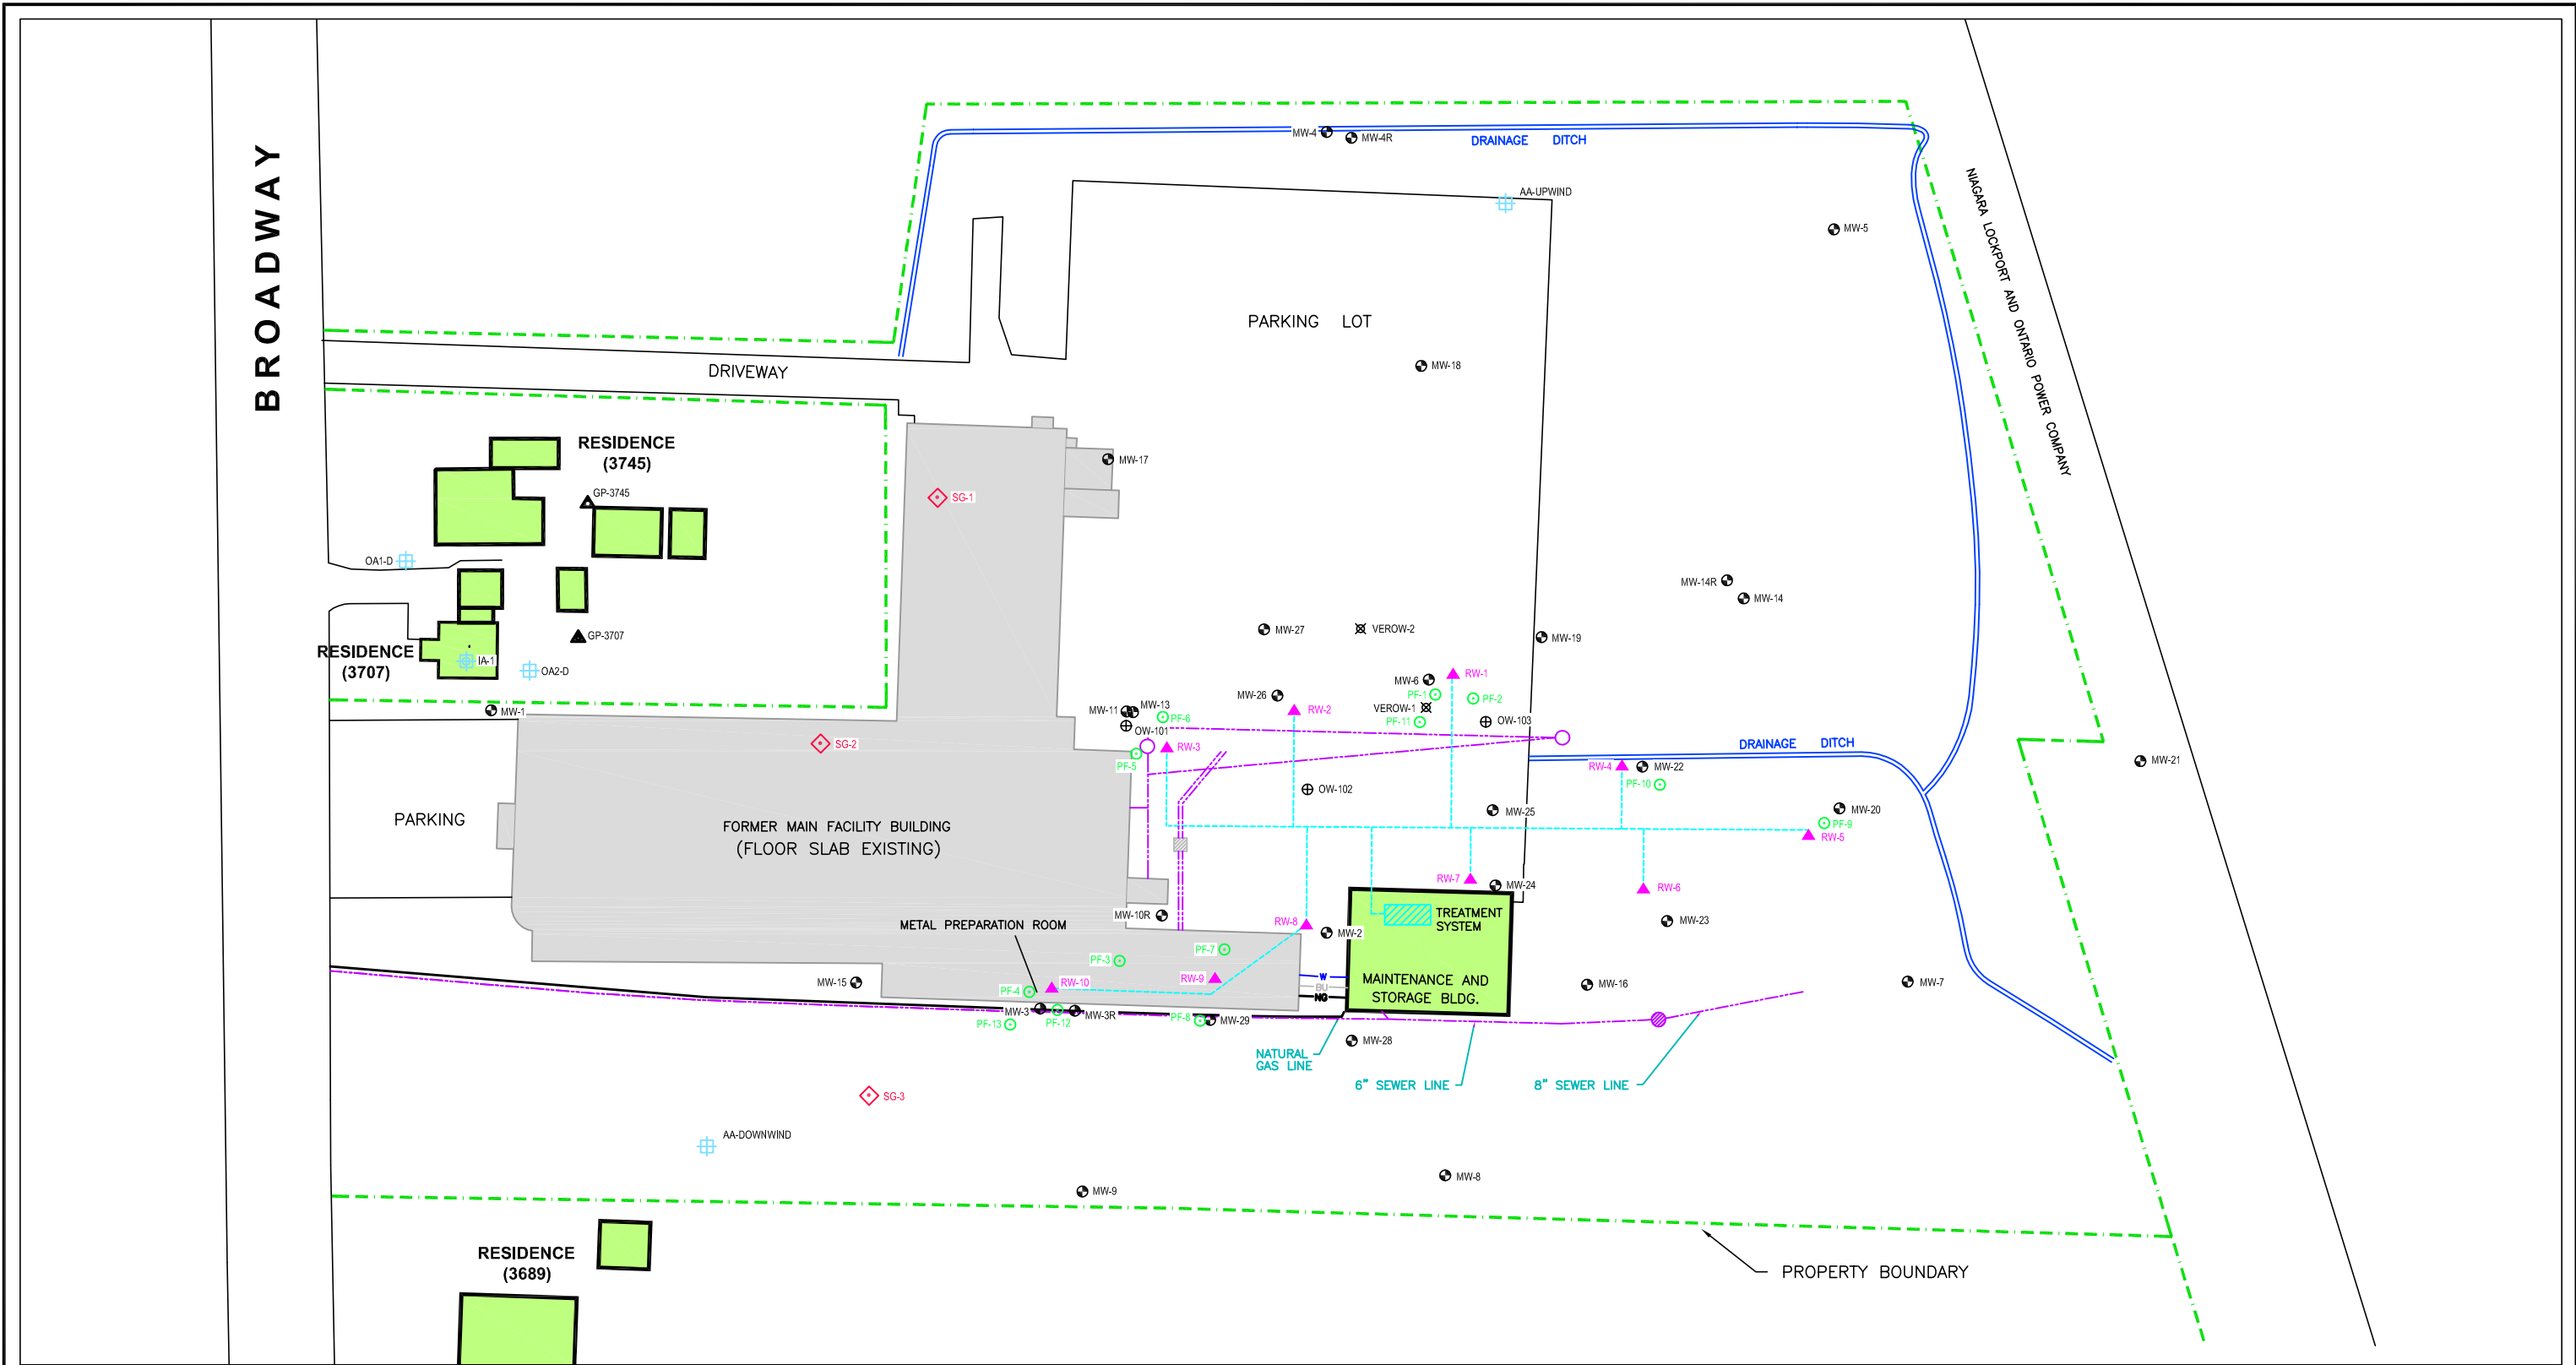 BROADWAY
MW-4
MW-4R
DRAINAGE DITCH
AA-UPWIND
MW-5
NIAGARA LOCKPORT AND ONTARIO POWER COMPANY
PARKING LOT
DRIVEWAY
MW-18
RESIDENCE
(3745)
MW-17
GP-3745
SG-1
OA1-D
MW-14R
MW-14
GP-3707
MW-27
VEROW-2
MW-19
RESIDENCE
(3707)
IA-1
OA2-D
MW-6
RW-1
MW-26
PF-1
PF-2
MW-1
MW-11
MW-13
PF-6
RW-2
VEROW-1
PF-11
OW-103
OW-101
SG-2
RW-3
DRAINAGE DITCH
PF-5
RW-4
MW-22
MW-21
PF-10
OW-102
MW-25
MW-20
PARKING
FORMER MAIN FACILITY BUILDING
(FLOOR SLAB EXISTING)
PF-9
RW-5
RW-7
MW-24
RW-6
MW-10R
TREATMENT
SYSTEM
METAL PREPARATION ROOM
RW-8
MW-2
MW-23
PF-7
PF-3
W
BU
NG
MAINTENANCE AND
STORAGE BLDG.
MW-15
RW-10
RW-9
MW-16
MW-7
PF-4
MW-3
MW-3R
PF-13
PF-12
PF-8
MW-29
MW-28
NATURAL
GAS LINE
6" SEWER LINE
8" SEWER LINE
SG-3
AA-DOWNWIND
MW-9
MW-8
RESIDENCE
(3689)
PROPERTY BOUNDARY